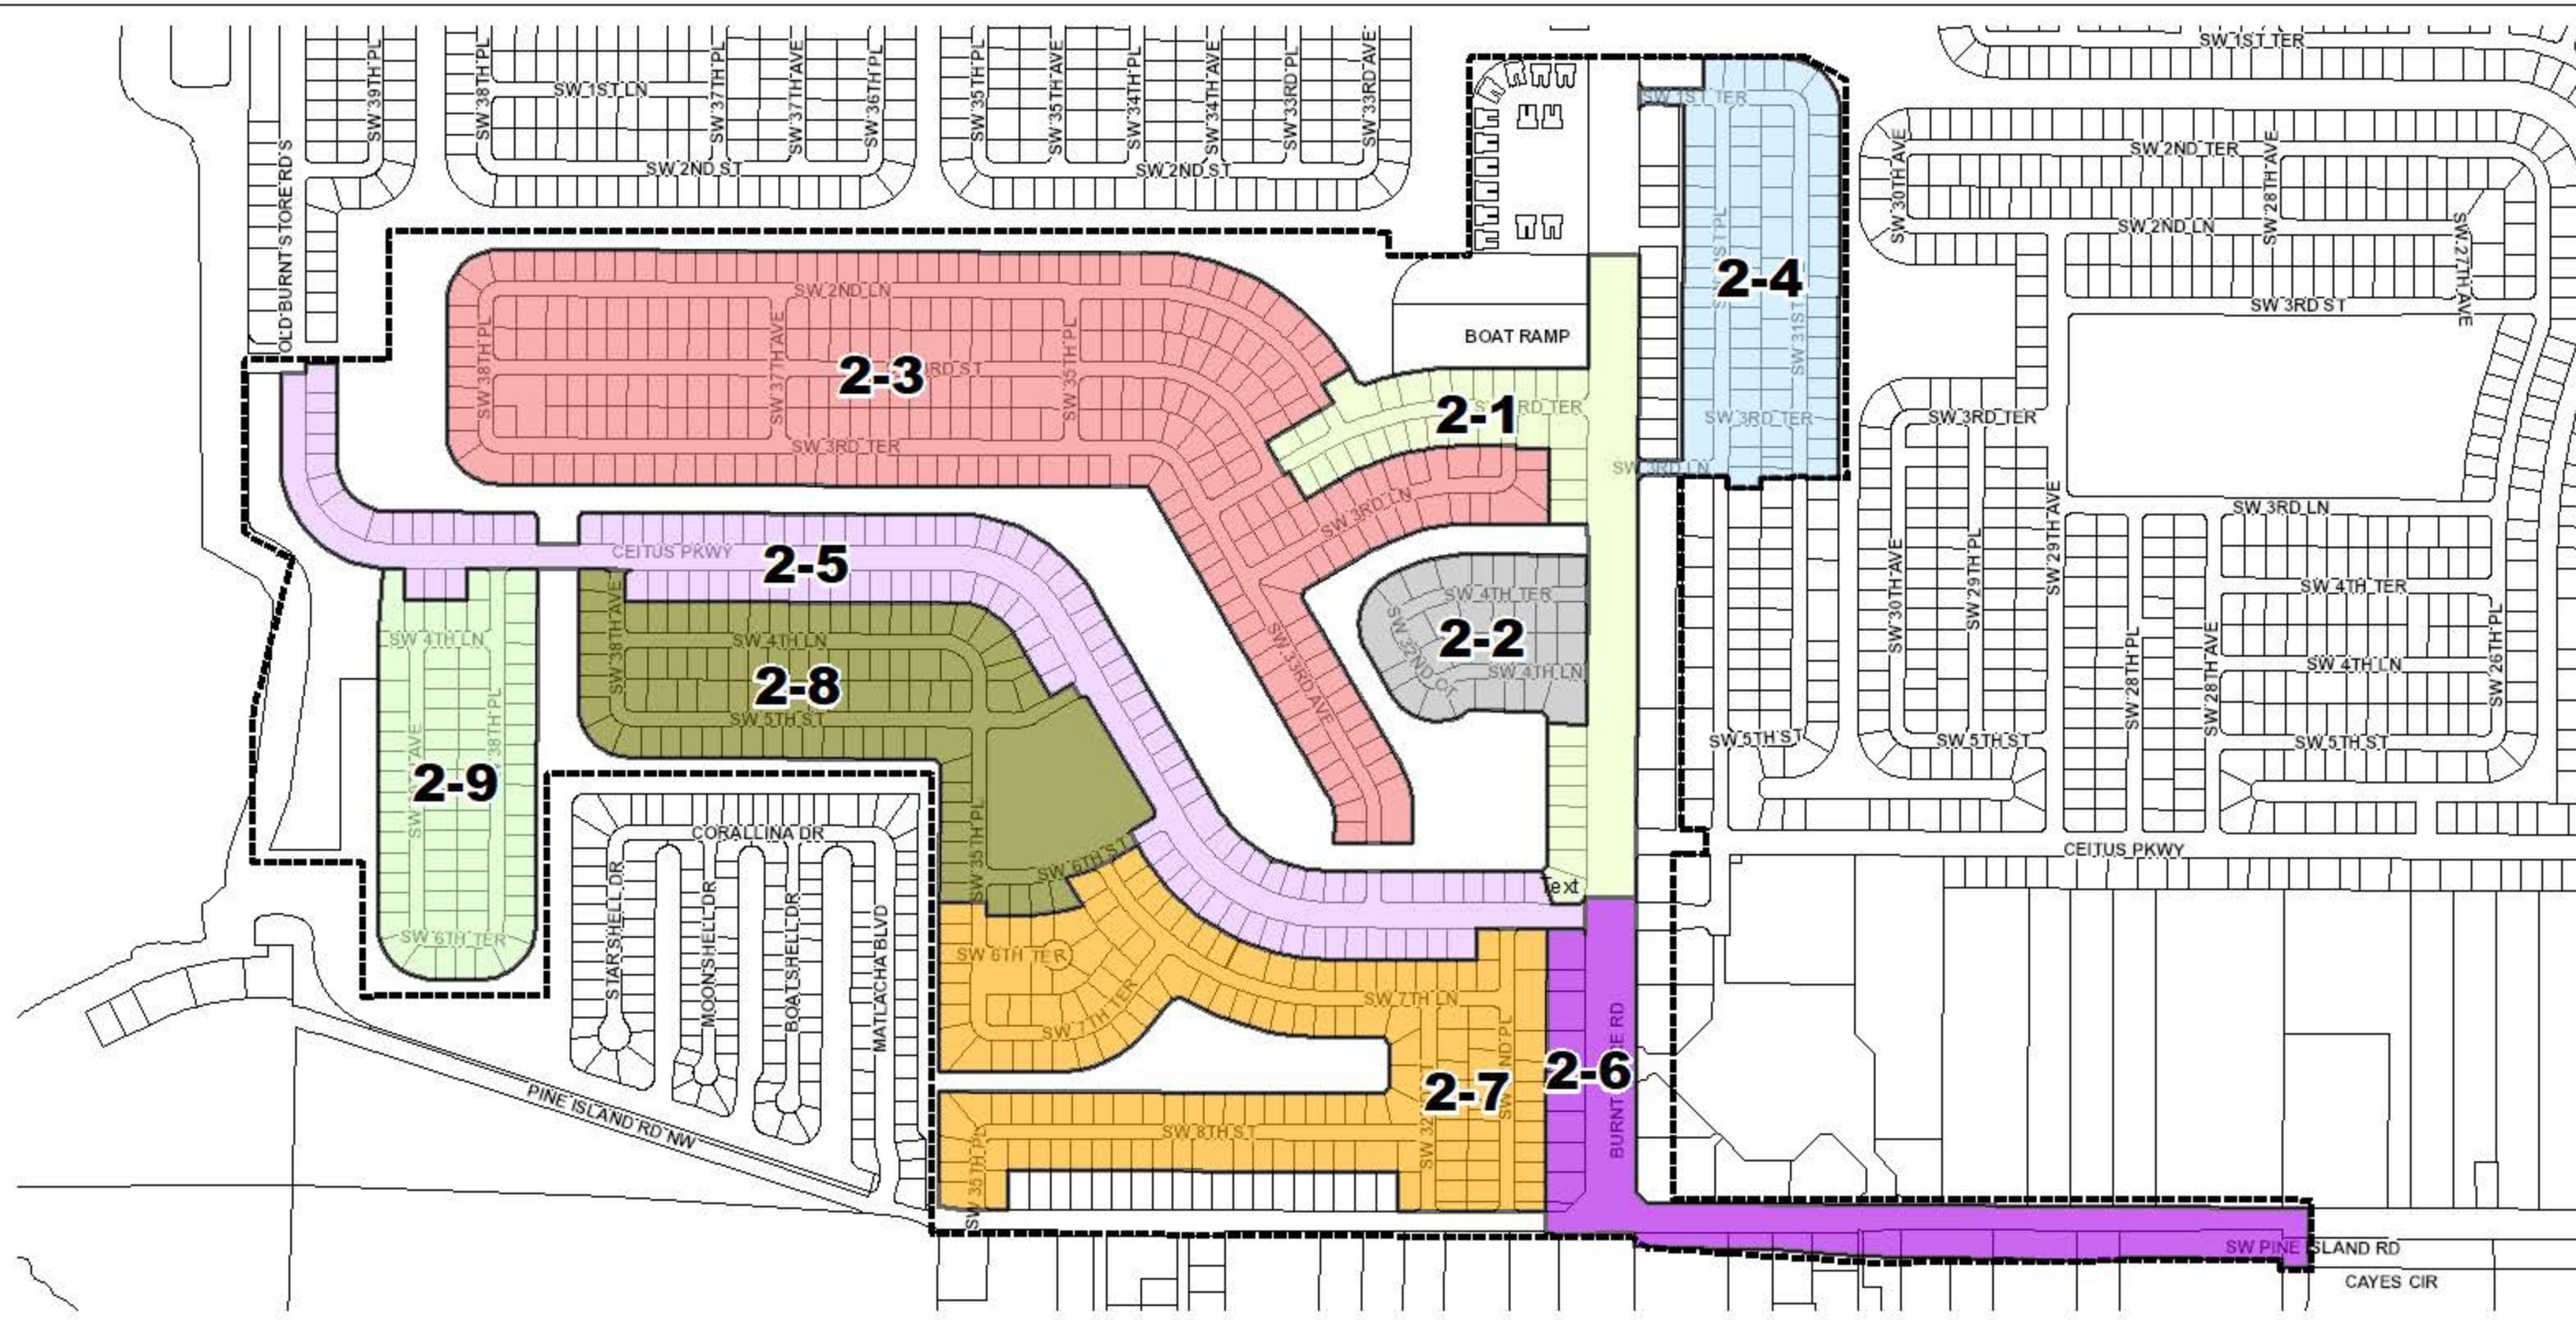 SW 1ST TER
SW 39TH PL
SW 38TH PL
SW 1ST LN
SW 37TH PL
SW 37TH AVE
SW 36TH PL
SW 35TH PL
SW 35TH AVE
SW 34TH PL
SW 34TH AVE
SW 33RD PL
SW 33RD AVE
SW 1ST TER
SW 2ND ST
SW 2ND ST
SW 30TH AVE
SW 2ND TER
SW 28TH AVE
SW 2ND LN
SW 27TH AVE
OLD BURNT STORE RD S
2-4
SW 31ST
SW 3RD ST
SW 2ND LN
SW 38TH PL
SW 37TH AVE
SW 35TH PL
BOAT RAMP
2-3
RD ST
2-1
RD TER
SW 3RD TER
SW 3RD TER
SW 3RD TER
SW 3RD LN
SW 3RD LN
SW 3RD LN
CEITUS PKWY
2-5
SW 30TH AVE
SW 29TH PL
SW 29TH AVE
SW 4TH TER
SW 4TH TER
SW 38TH AVE
SW 4TH LN
SW 4TH LN
2-2
SW 32ND CT
SW 4TH LN
SW 4TH LN
SW 33RD AVE
SW 28TH PL
SW 28TH AVE
SW 26TH PL
2-8
SW 5TH ST
SW 5TH ST
SW 5TH ST
SW 5TH ST
2-9
AVE
38TH PL
CORALLINA DR
CEITUS PKWY
SW 35TH PL
SW 6TH ST
Text
STARSHELL DR
MOONSHELL DR
BOATSHELL DR
MATLACHA BLVD
SW 6TH TER
SW 6TH TER
SW 7TH TER
SW 7TH LN
2-7
SW
ND PL
SW 32
2-6
BURNT
RE RD
PINE ISLAND RD NW
SW 8TH ST
SW 35TH PL
SW PINE ISLAND RD
CAYES CIR